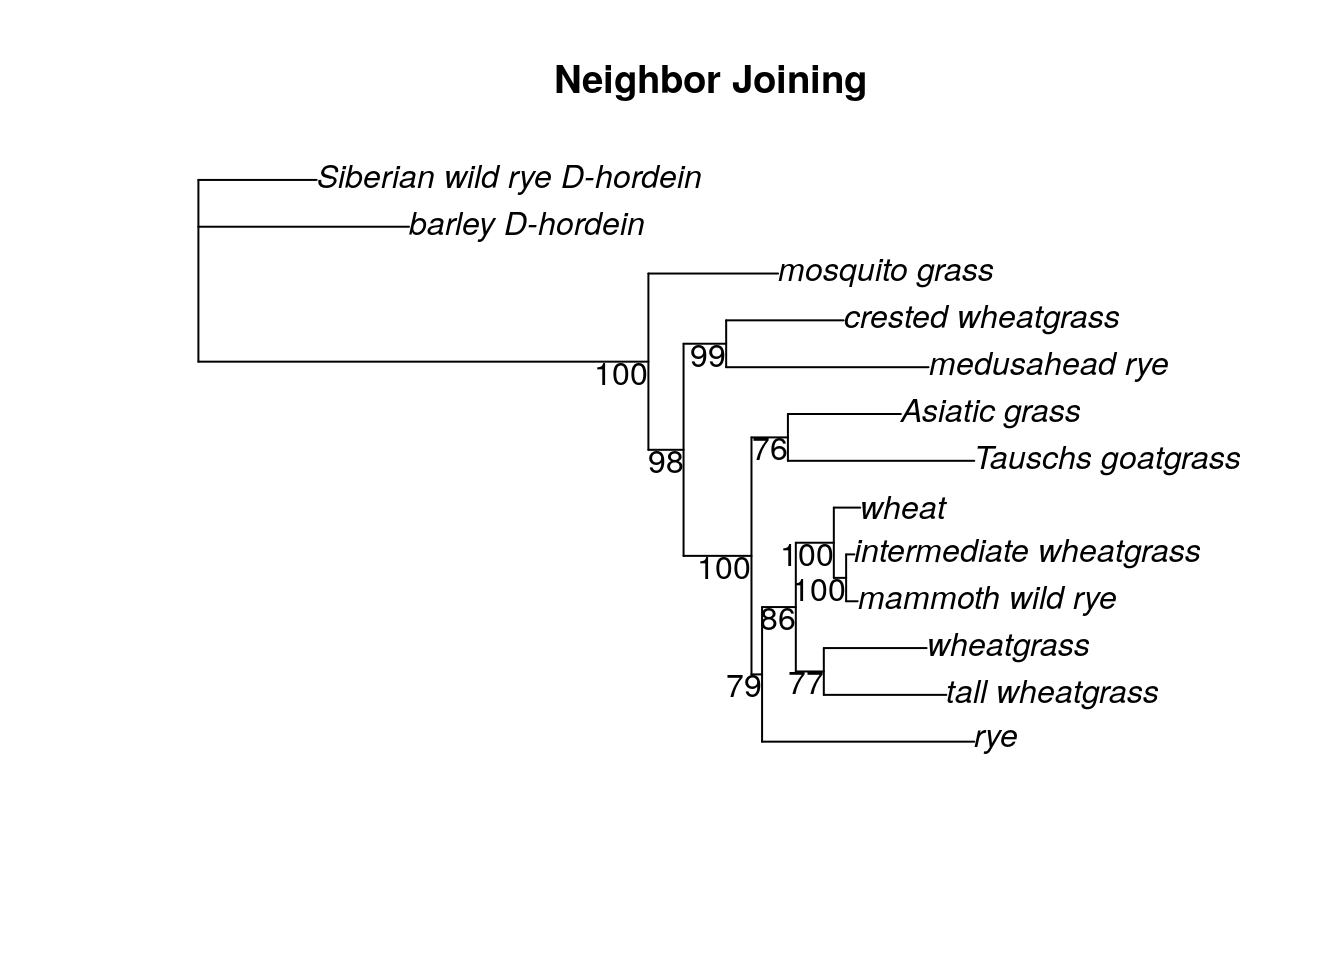 Neighbor Joining
Siberian wild rye D-hordein
barley D-hordein
mosquito grass
crested wheatgrass
99
medusahead rye
100
Asiatic grass
76
98
Tauschs goatgrass
wheat
100
intermediate wheatgrass
100
100
mammoth wild rye
86
wheatgrass
79
77
tall wheatgrass
rye